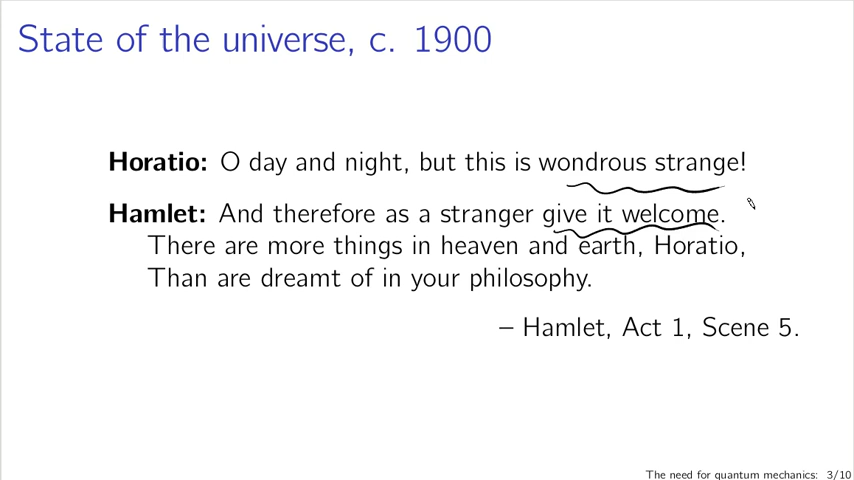 State of the universe, c. 1900
Horatio: O day and night, but this is wondrous strange!
Hamlet: And therefore as a stranger give it welcome.
There are more things in heaven and earth, Horatio,
Than are dreamt of in your philosophy.
– Hamlet, Act 1, Scene 5.
The need for quantum mechanics: 3/10